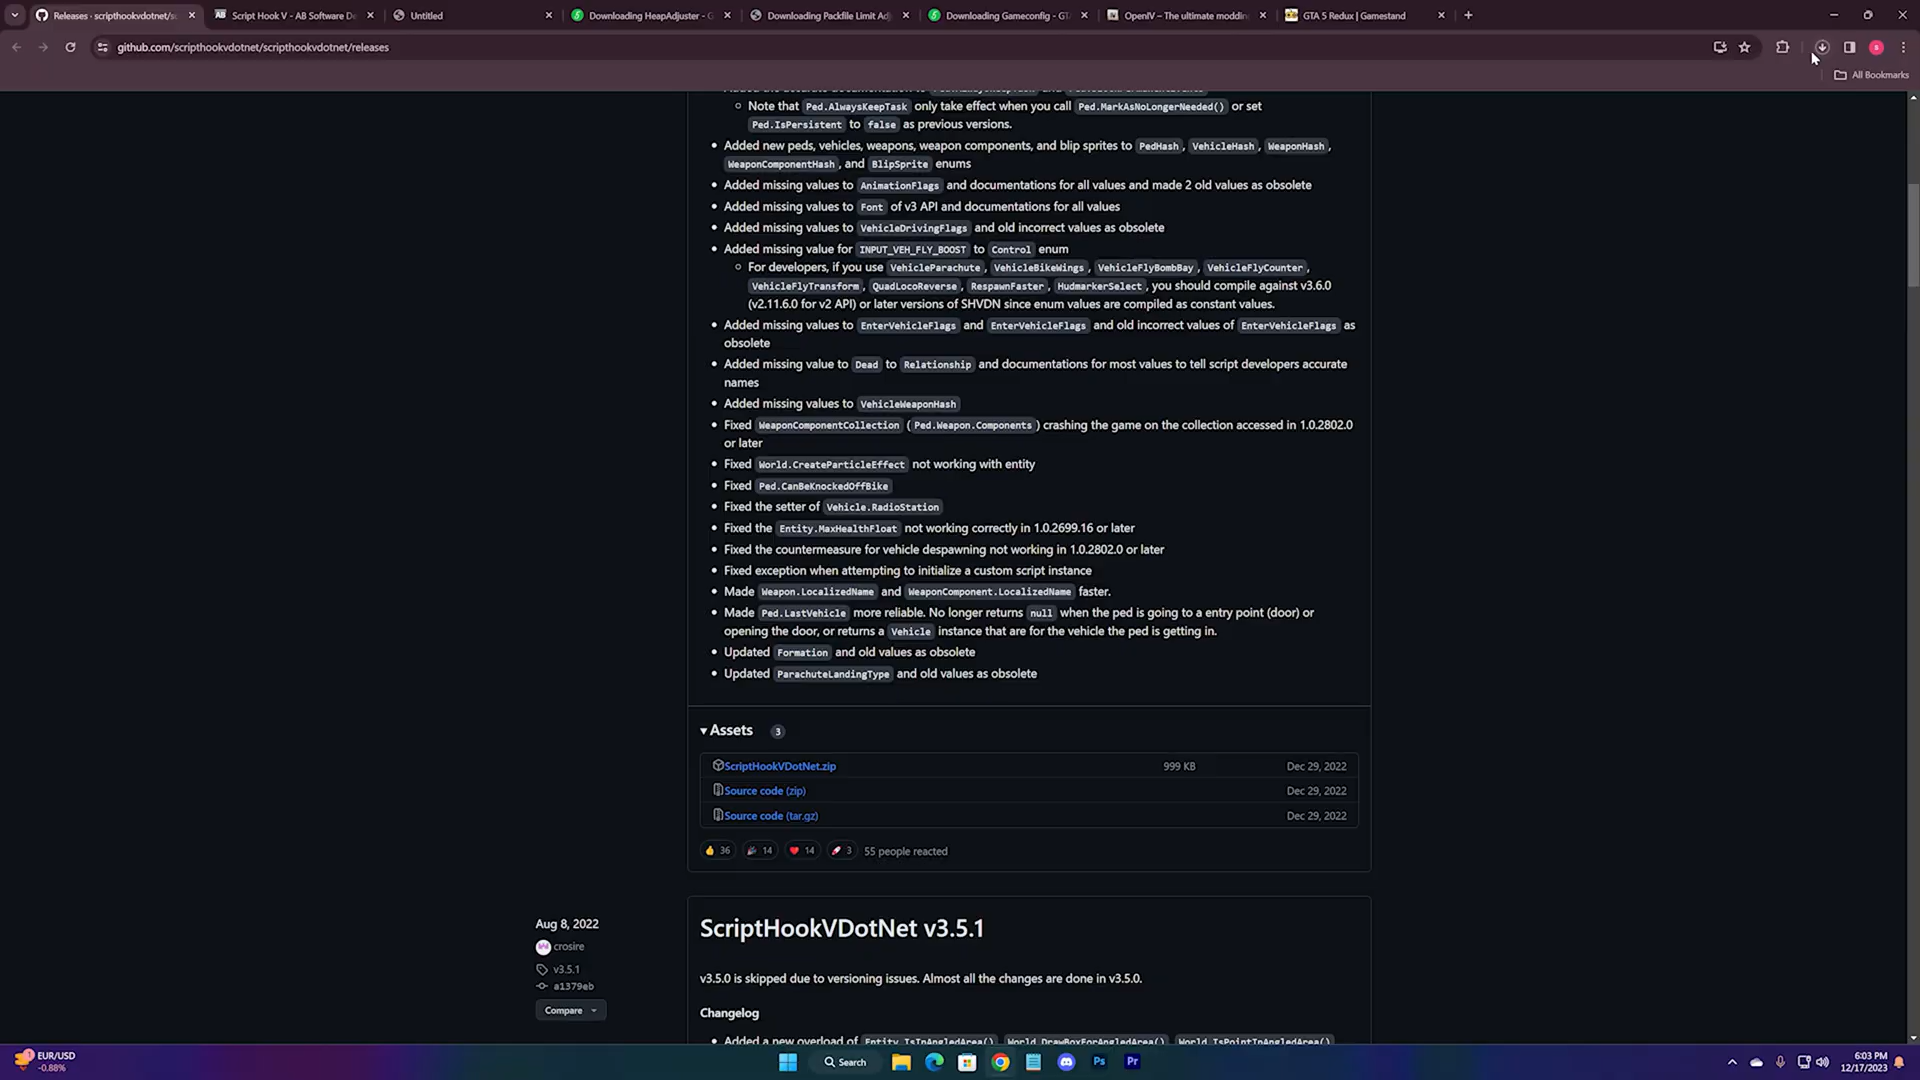 Releases · scripthookvdotnet/sc
Script Hook V - AB Software De
Untitled
Downloading HeapAdjuster - G
Downloading Packfile Limit Adj
Downloading Gameconfig - GTA
OpenIV – The ultimate moddin
GTA 5 Redux | Gamestand
github.com/scripthookvdotnet/scripthookvdotnet/releases
All Bookmarks
Note that Ped.AlwaysKeepTask only take effect when you call Ped.MarkAsNoLongerNeeded() or set
Ped.IsPersistent to false as previous versions.
Added new peds, vehicles, weapons, weapon components, and blip sprites to PedHash, VehicleHash, WeaponHash,
WeaponComponentHash, and BlipSprite enums
Added missing values to AnimationFlags and documentations for all values and made 2 old values as obsolete
Added missing values to Font of v3 API and documentations for all values
Added missing values to VehicleDrivingFlags and old incorrect values as obsolete
Added missing value for INPUT_VEH_FLY_BOOST to Control enum
For developers, if you use VehicleParachute, VehicleBikeWings, VehicleFlyBombBay, VehicleFlyCounter,
VehicleFlyTransform, QuadLocoReverse, RespawnFaster, HudmarkerSelect, you should compile against v3.6.0
(v2.11.6.0 for v2 API) or later versions of SHVDN since enum values are compiled as constant values.
Added missing values to EnterVehicleFlags and EnterVehicleFlags and old incorrect values of EnterVehicleFlags as
obsolete
Added missing value to Dead to Relationship and documentations for most values to tell script developers accurate
names
Added missing values to VehicleWeaponHash
Fixed WeaponComponentCollection (Ped.Weapon.Components) crashing the game on the collection accessed in 1.0.2802.0
or later
Fixed World.CreateParticleEffect not working with entity
Fixed Ped.CanBeKnockedOffBike
Fixed the setter of Vehicle.RadioStation
Fixed the Entity.MaxHealthFloat not working correctly in 1.0.2699.16 or later
Fixed the countermeasure for vehicle despawning not working in 1.0.2802.0 or later
Fixed exception when attempting to initialize a custom script instance
Made Weapon.LocalizedName and WeaponComponent.LocalizedName faster.
Made Ped.LastVehicle more reliable. No longer returns null when the ped is going to a entry point (door) or
opening the door, or returns a Vehicle instance that are for the vehicle the ped is getting in.
Updated Formation and old values as obsolete
Updated ParachuteLandingType and old values as obsolete
Assets 3
ScriptHookVDotNet.zip 999 KB Dec 29, 2022
Source code (zip) Dec 29, 2022
Source code (tar.gz) Dec 29, 2022
36 14 14 3 55 people reacted
Aug 8, 2022
crosire
v3.5.1
a1379eb
Compare
ScriptHookVDotNet v3.5.1
v3.5.0 is skipped due to versioning issues. Almost all the changes are done in v3.5.0.
Changelog
Added a new overload of Entity.IsInAngledArea(), World.DrawBoxForAngledArea(), World.IsPointInAngledArea()
EUR/USD
-0.88%
Search
Ps
Pr
6:03 PM
12/17/2023